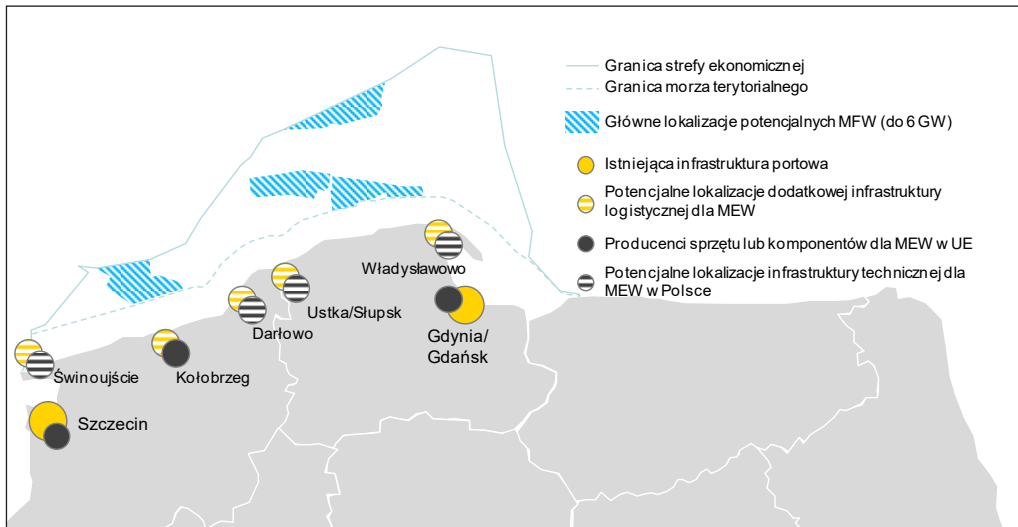 Granica strefy ekonomicznej
Granica morza terytorialnego
Główne lokalizacje potencjalnych MFW (do 6 GW)
Istniejąca infrastruktura portowa
Potencjalne lokalizacje dodatkowej infrastruktury
logistycznej dla MEW
Producenci sprzętu lub komponentów dla MEW w UE
Potencjalne lokalizacje infrastruktury technicznej dla
MEW w Polsce
Władysławowo
Ustka/Słupsk
Darłowo
Gdynia/
Gdańsk
Świnoujście
Kołobrzeg
Szczecin